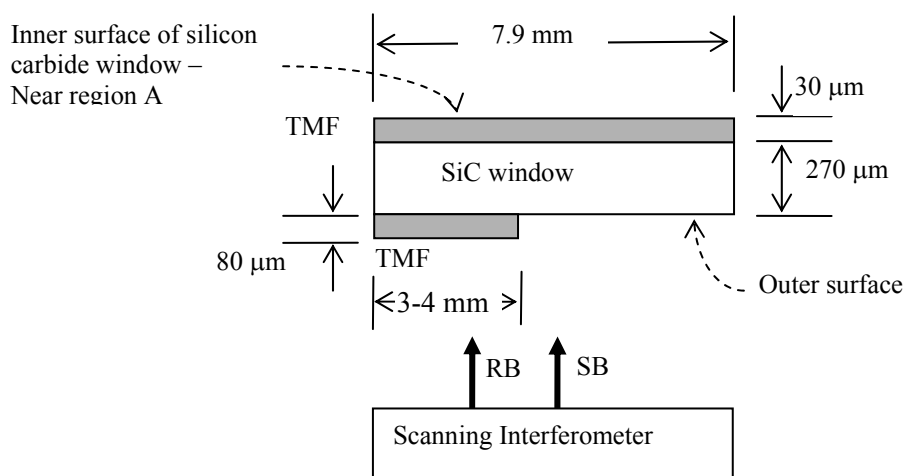 Inner surface of silicon
carbide window –
Near region A
7.9 mm
30 μm
TMF
SiC window
270 μm
80 μm
TMF
Outer surface
3-4 mm
RB
SB
Scanning Interferometer